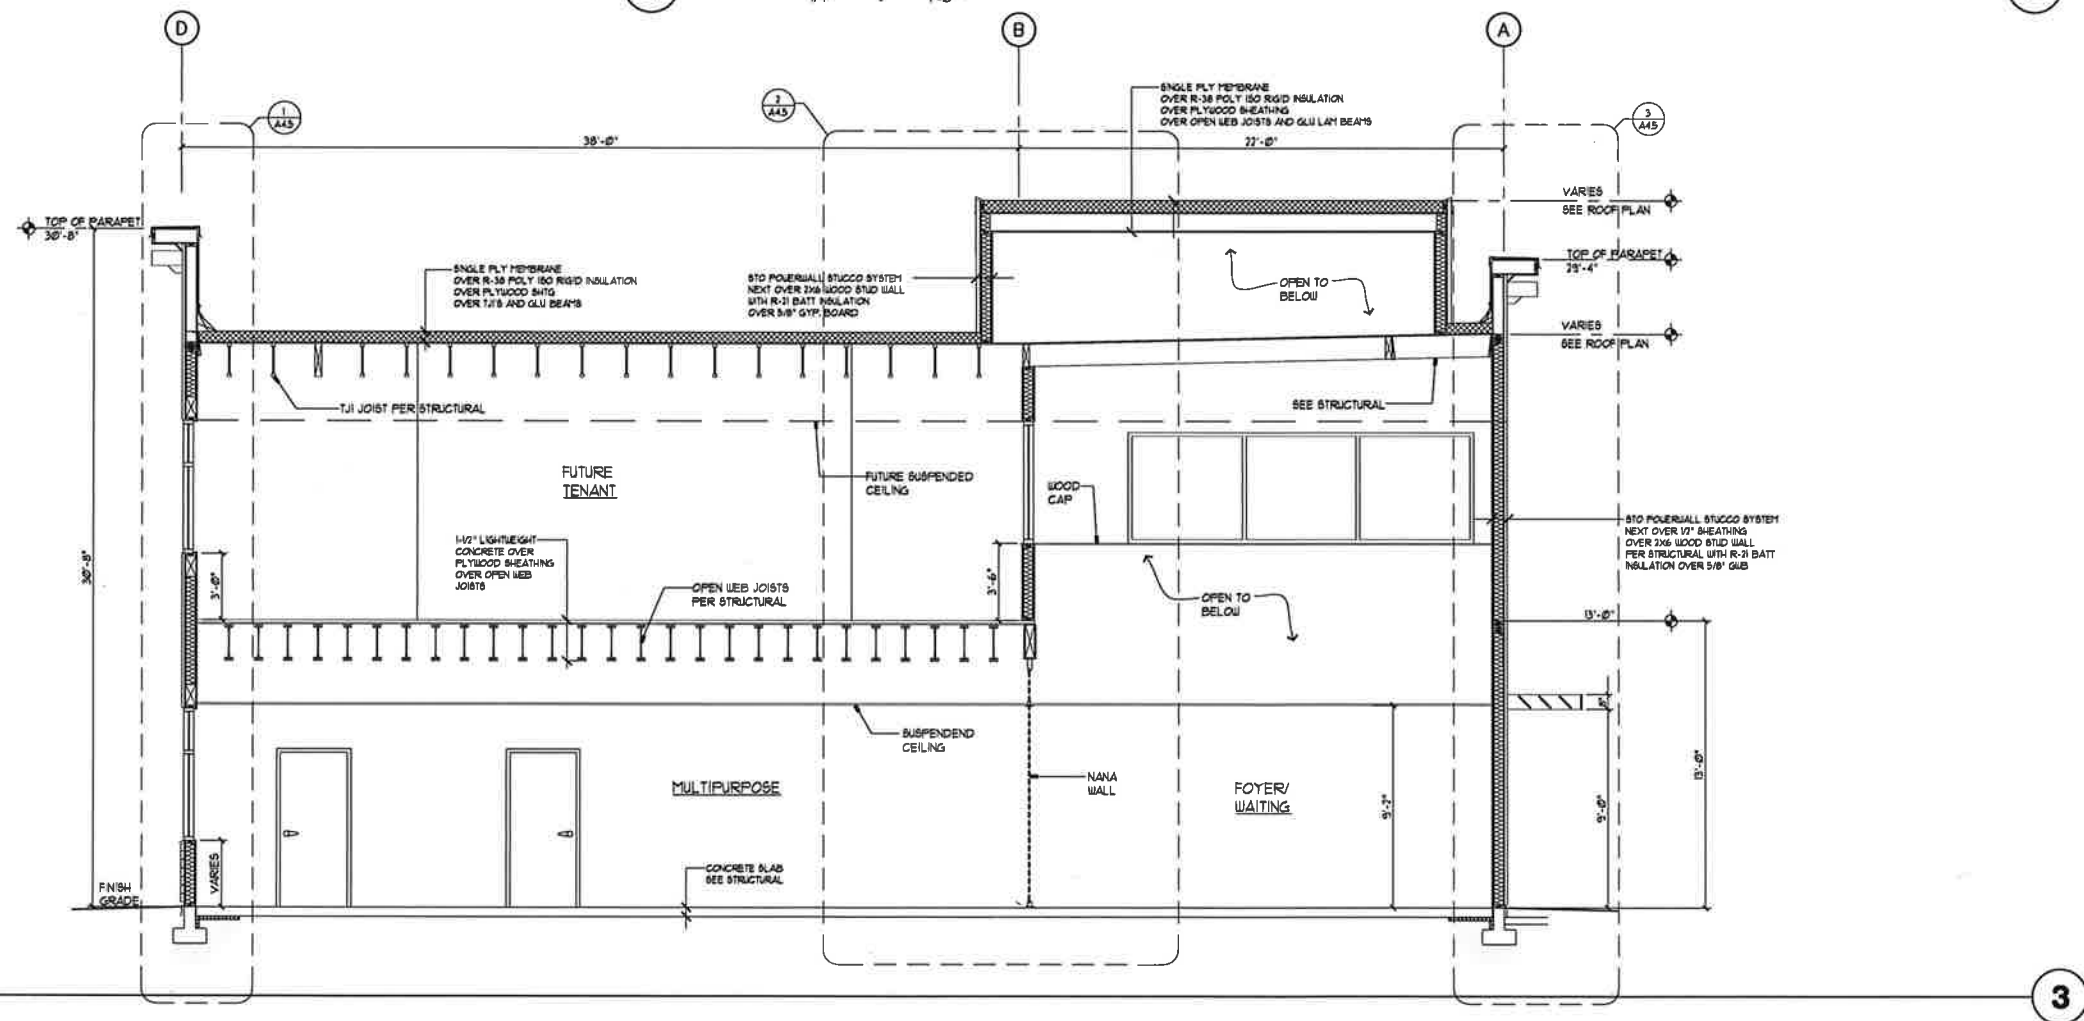 D
B
A
1
A4.5
2
A4.5
3
A4.5
SINGLE PLY MEMBRANE
OVER R-38 POLY ISO RIGID INSULATION
OVER PLYWOOD SHEATHING
OVER OPEN WEB JOISTS AND GLU LAM BEAMS
38'-0"
22'-0"
TOP OF PARAPET
30'-8"
VARIES
SEE ROOF PLAN
TOP OF PARAPET
29'-4"
VARIES
SEE ROOF PLAN
SINGLE PLY MEMBRANE
OVER R-38 POLY ISO RIGID INSULATION
OVER PLYWOOD SHTG
OVER TJI'S AND GLU BEAMS
STO POWERWALL STUCCO SYSTEM
NEXT OVER 2X6 WOOD STUD WALL
WITH R-21 BATT INSULATION
OVER 5/8" GYP. BOARD
OPEN TO
BELOW
TJI JOIST PER STRUCTURAL
SEE STRUCTURAL
FUTURE
TENANT
FUTURE SUSPENDED
CEILING
WOOD
CAP
STO POWERWALL STUCCO SYSTEM
NEXT OVER 1/2" SHEATHING
OVER 2X6 WOOD STUD WALL
PER STRUCTURAL WITH R-21 BATT
INSULATION OVER 5/8" GWB
1-1/2" LIGHTWEIGHT
CONCRETE OVER
PLYWOOD SHEATHING
OVER OPEN WEB
JOISTS
30'-8"
3'-0"
OPEN WEB JOISTS
PER STRUCTURAL
3'-6"
OPEN TO
BELOW
13'-0"
SUSPENDEND
CEILING
MULTIPURPOSE
NANA
WALL
FOYER/
WAITING
9'-2"
9'-0"
8"
13'-0"
VARIES
CONCRETE SLAB
SEE STRUCTURAL
FINISH
GRADE
3